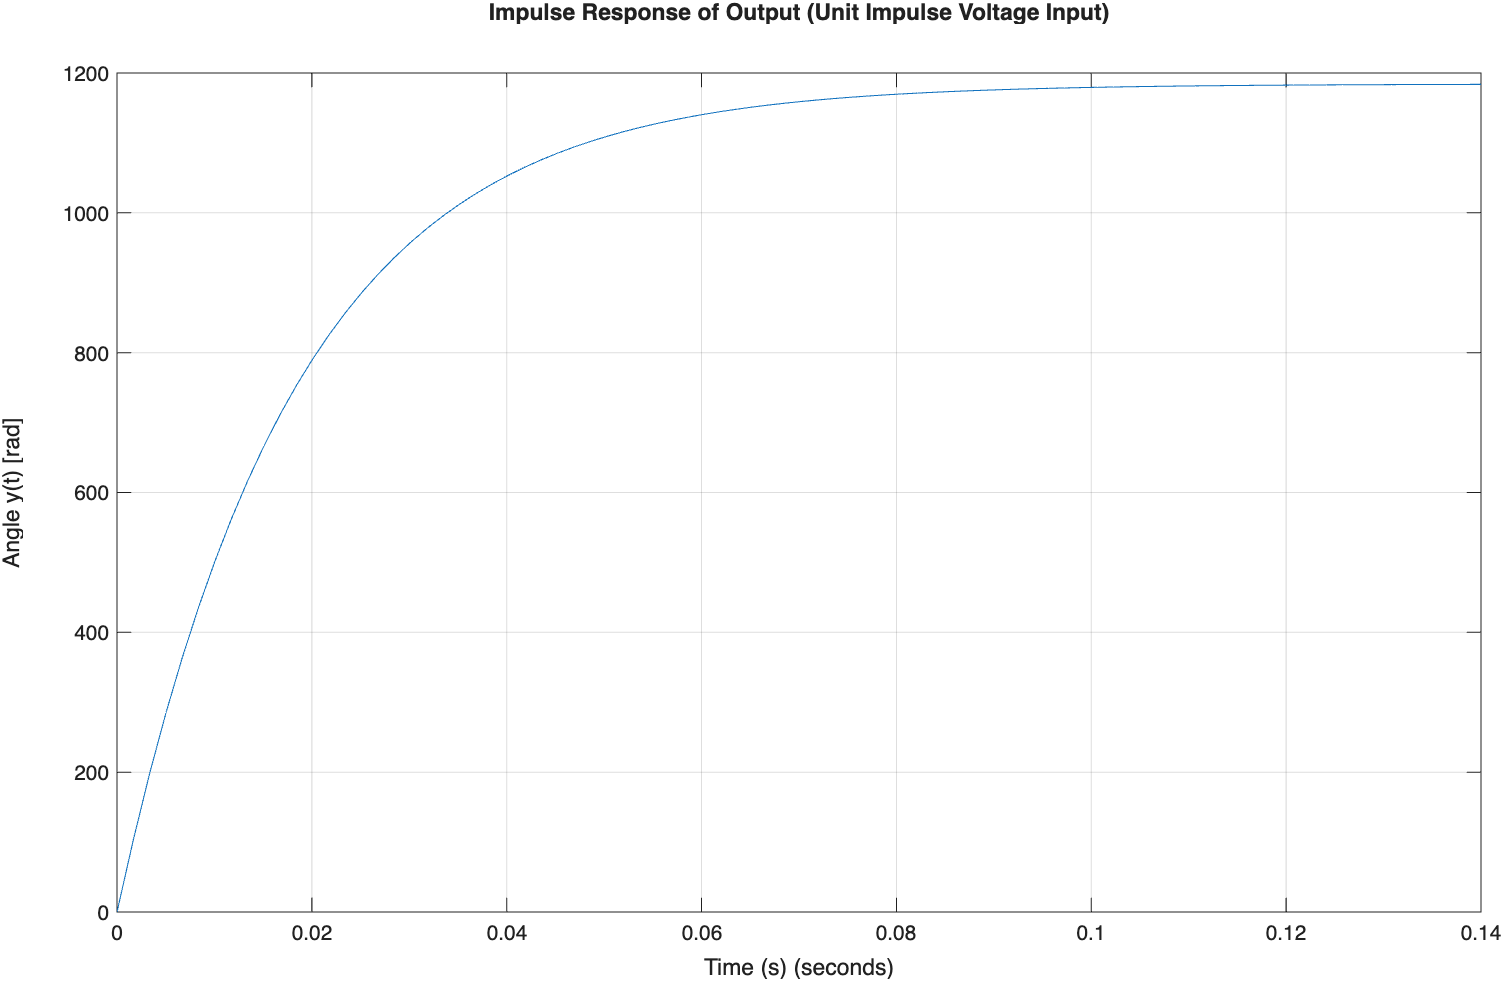 Impulse Response of Output (Unit Impulse Voltage Input)
1200
1000
800
600
400
200
0
Angle y(t) [rad]
0 0.02 0.04 0.06 0.08 0.1 0.12 0.14
Time (s) (seconds)